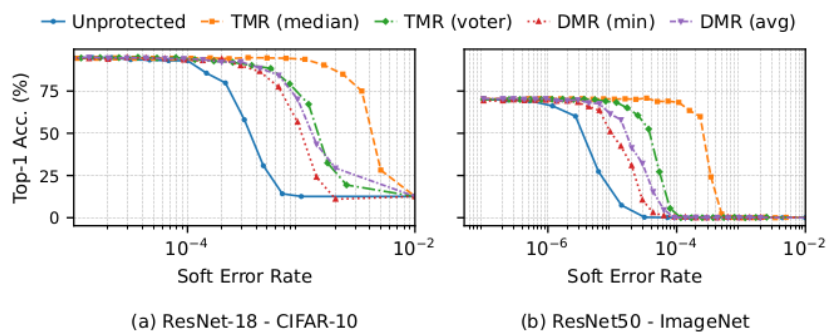 Unprotected TMR (median) TMR (voter) DMR (min) DMR (avg)
Top-1 Acc. (%)
75
50
25
0
10⁻⁴ 10⁻²
Soft Error Rate
(a) ResNet-18 - CIFAR-10
75
50
25
0
10⁻⁶ 10⁻⁴ 10⁻²
Soft Error Rate
(b) ResNet50 - ImageNet